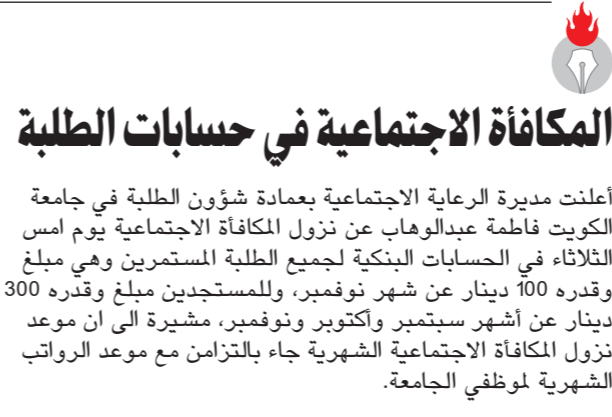 المكافأة الاجتماعية في حسابات الطلبة
أعلنت مديرة الرعاية الاجتماعية بعمادة شؤون الطلبة في جامعة
الكويت فاطمة عبدالوهاب عن نزول المكافأة الاجتماعية يوم امس
الثلاثاء في الحسابات البنكية لجميع الطلبة المستمرين وهي مبلغ
وقدره 100 دينار عن شهر نوفمبر، وللمستجدين مبلغ وقدره 300
دينار عن أشهر سبتمبر وأكتوبر ونوفمبر، مشيرة الى ان موعد
نزول المكافأة الاجتماعية الشهرية جاء بالتزامن مع موعد الرواتب
الشهرية لموظفي الجامعة.